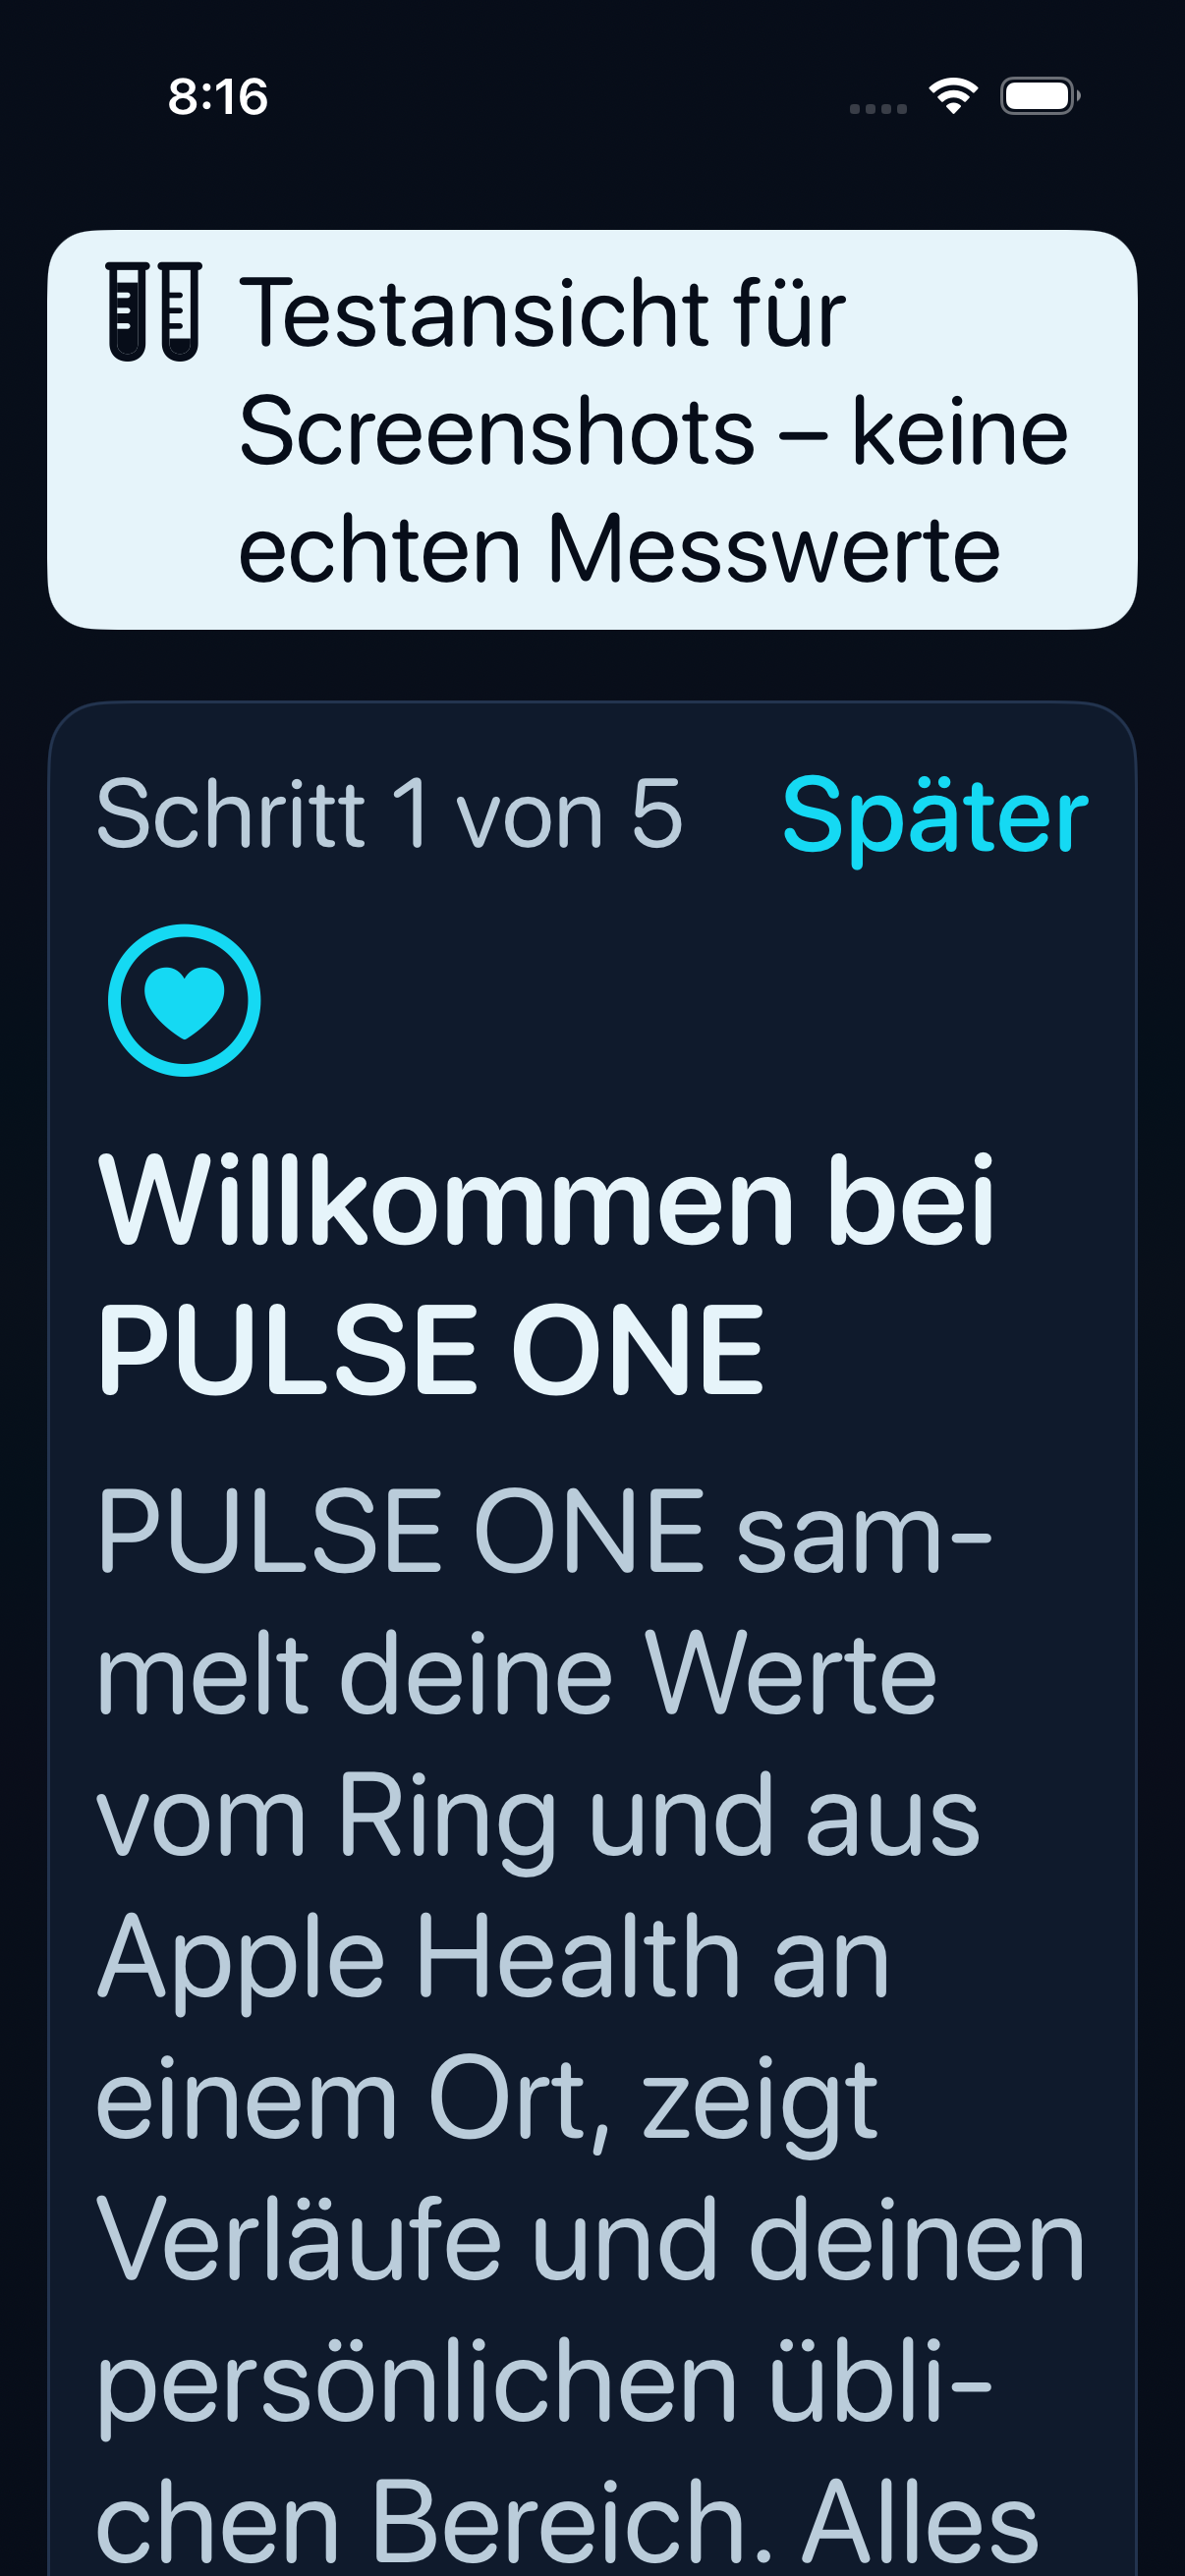 8:16
Testansicht für
Screenshots – keine
echten Messwerte
Schritt 1 von 5
Später
Willkommen bei
PULSE ONE
PULSE ONE sam-
melt deine Werte
vom Ring und aus
Apple Health an
einem Ort, zeigt
Verläufe und deinen
persönlichen übli-
chen Bereich. Alles